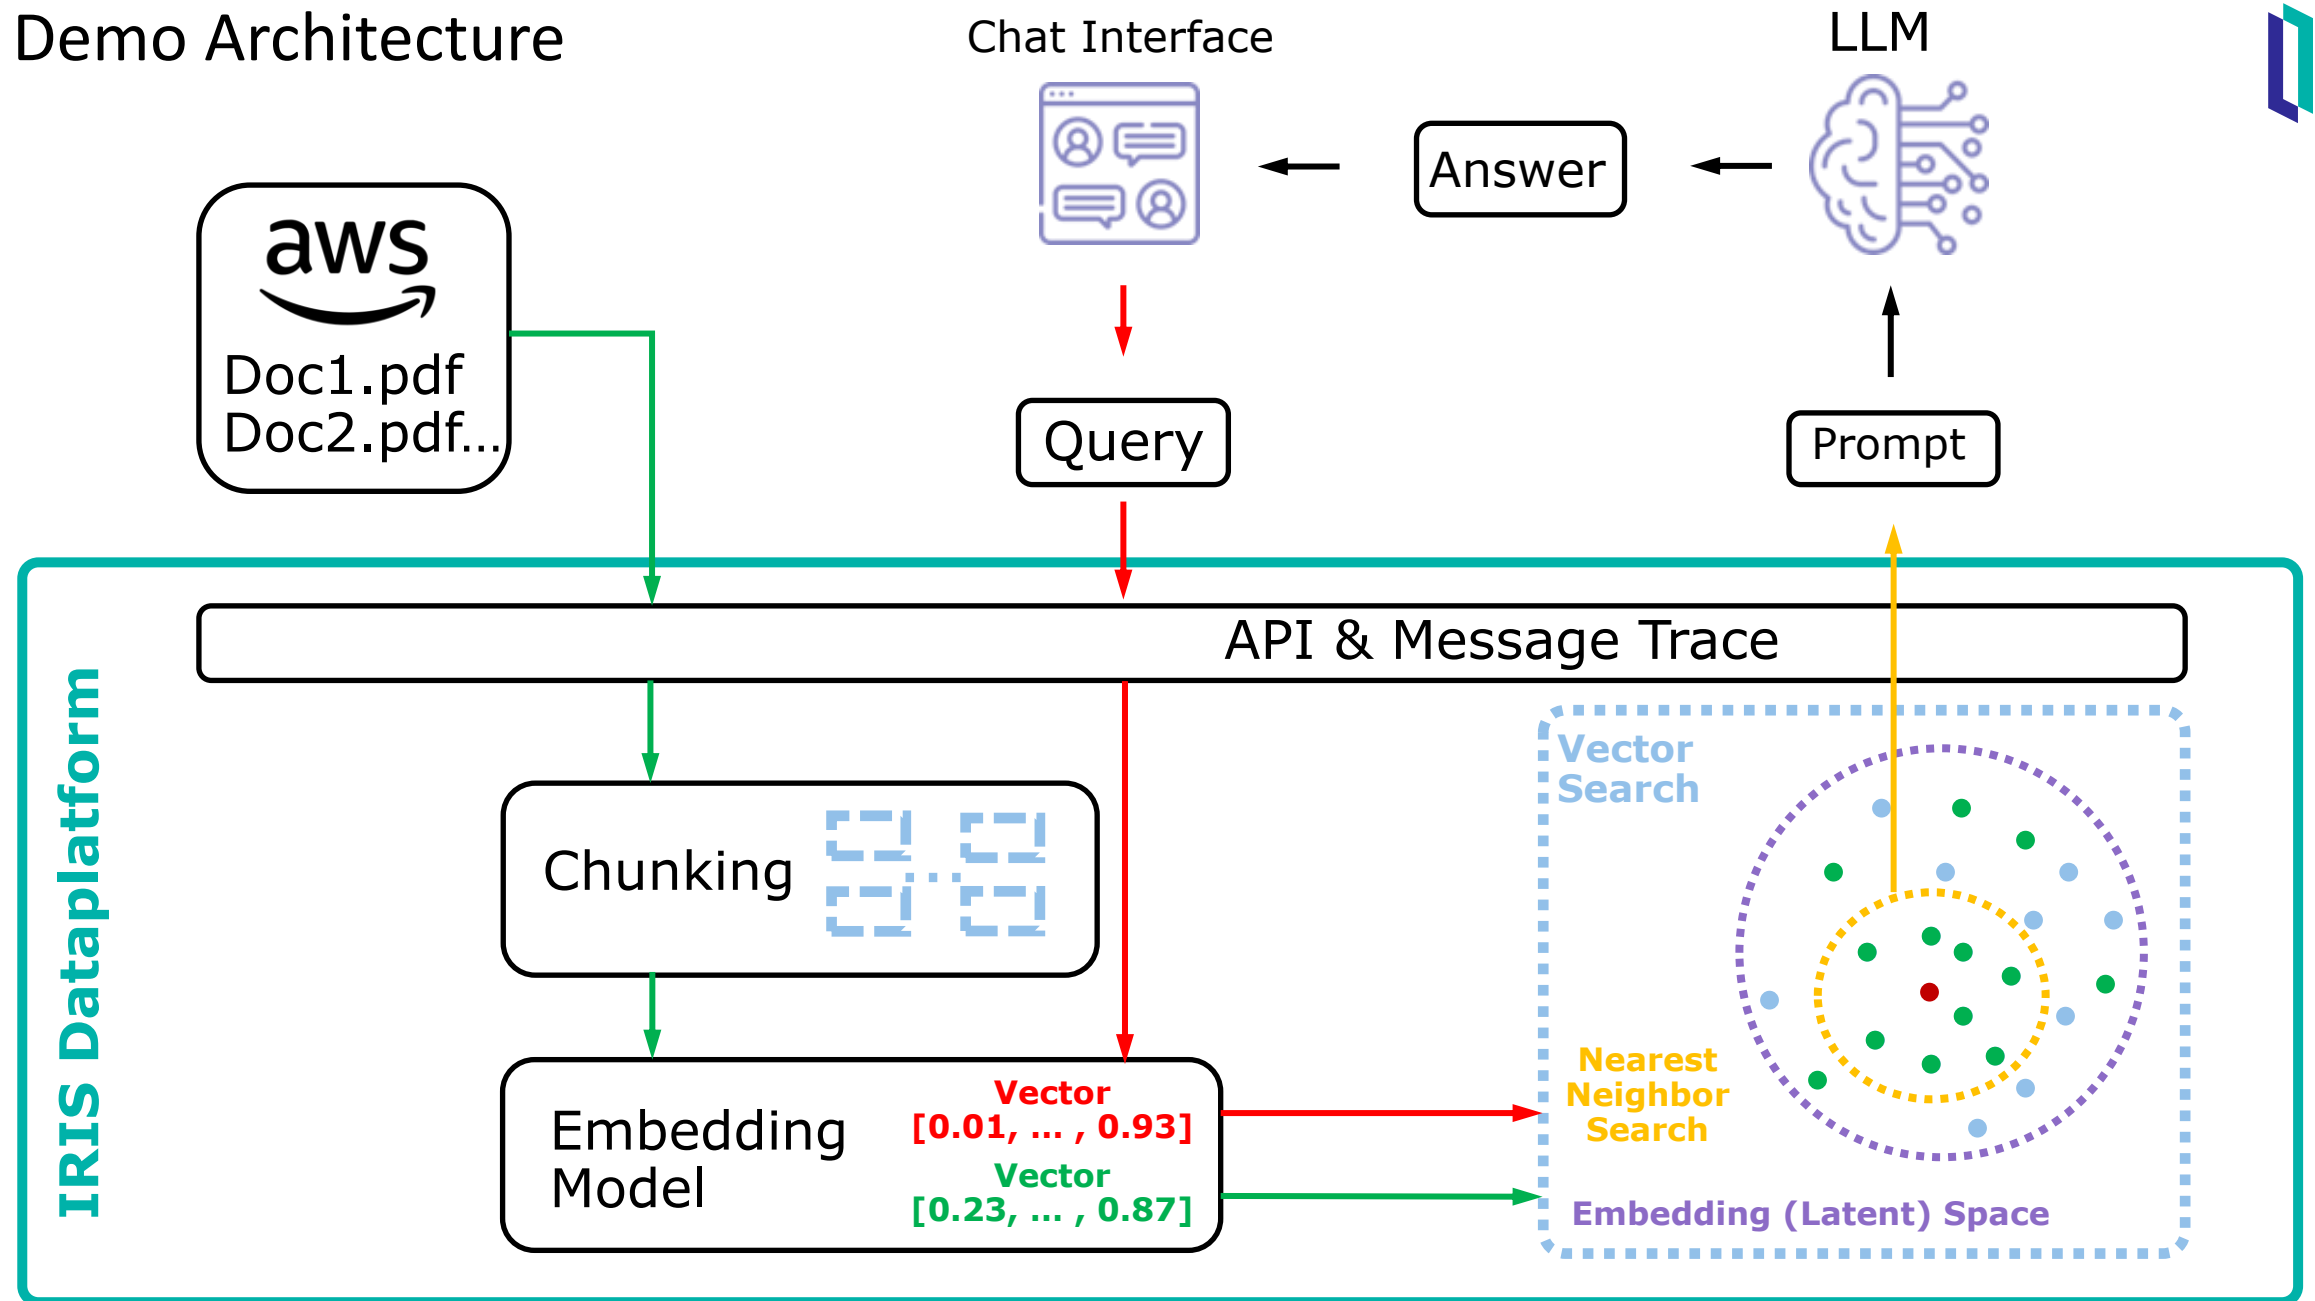 Demo Architecture
Chat Interface
LLM
Answer
aws
Doc1.pdf
Doc2.pdf...
Query
Prompt
API & Message Trace
IRIS Dataplatform
Chunking
Vector
Search
Nearest
Neighbor
Search
Embedding
Model
Vector
[0.01, ... , 0.93]
Vector
[0.23, ... , 0.87]
Embedding (Latent) Space